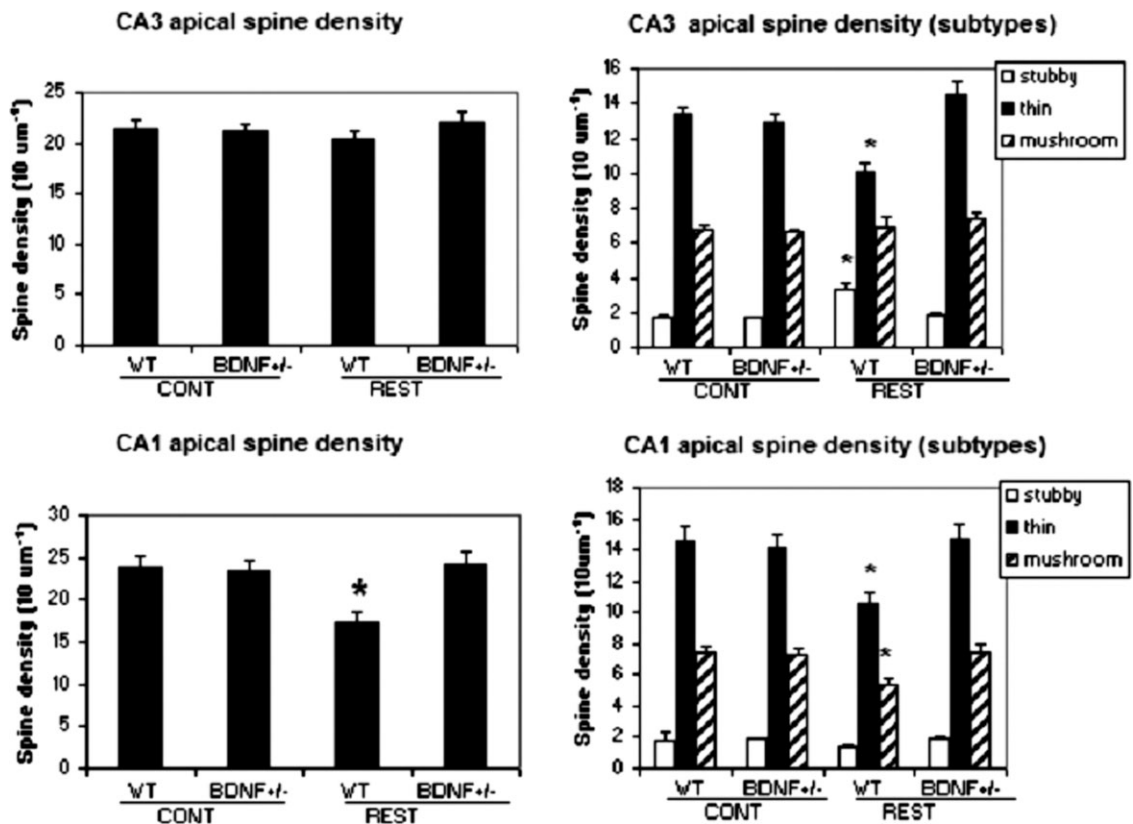 CA3 apical spine density
Spine density (10 um⁻¹)
25
20
15
10
5
0
WT BDNF+/- WT BDNF+/-
CONT REST
CA3 apical spine density (subtypes)
Spine density (10 um⁻¹)
16
14
12
10
8
6
4
2
0
*
*
WT BDNF+/- WT BDNF+/-
CONT REST
stubby
thin
mushroom
CA1 apical spine density
Spine density (10 um⁻¹)
30
25
20
15
10
5
0
*
WT BDNF+/- WT BDNF+/-
CONT REST
CA1 apical spine density (subtypes)
Spine density (10um⁻¹)
18
16
14
12
10
8
6
4
2
0
*
*
WT BDNF+/- WT BDNF+/-
CONT REST
stubby
thin
mushroom